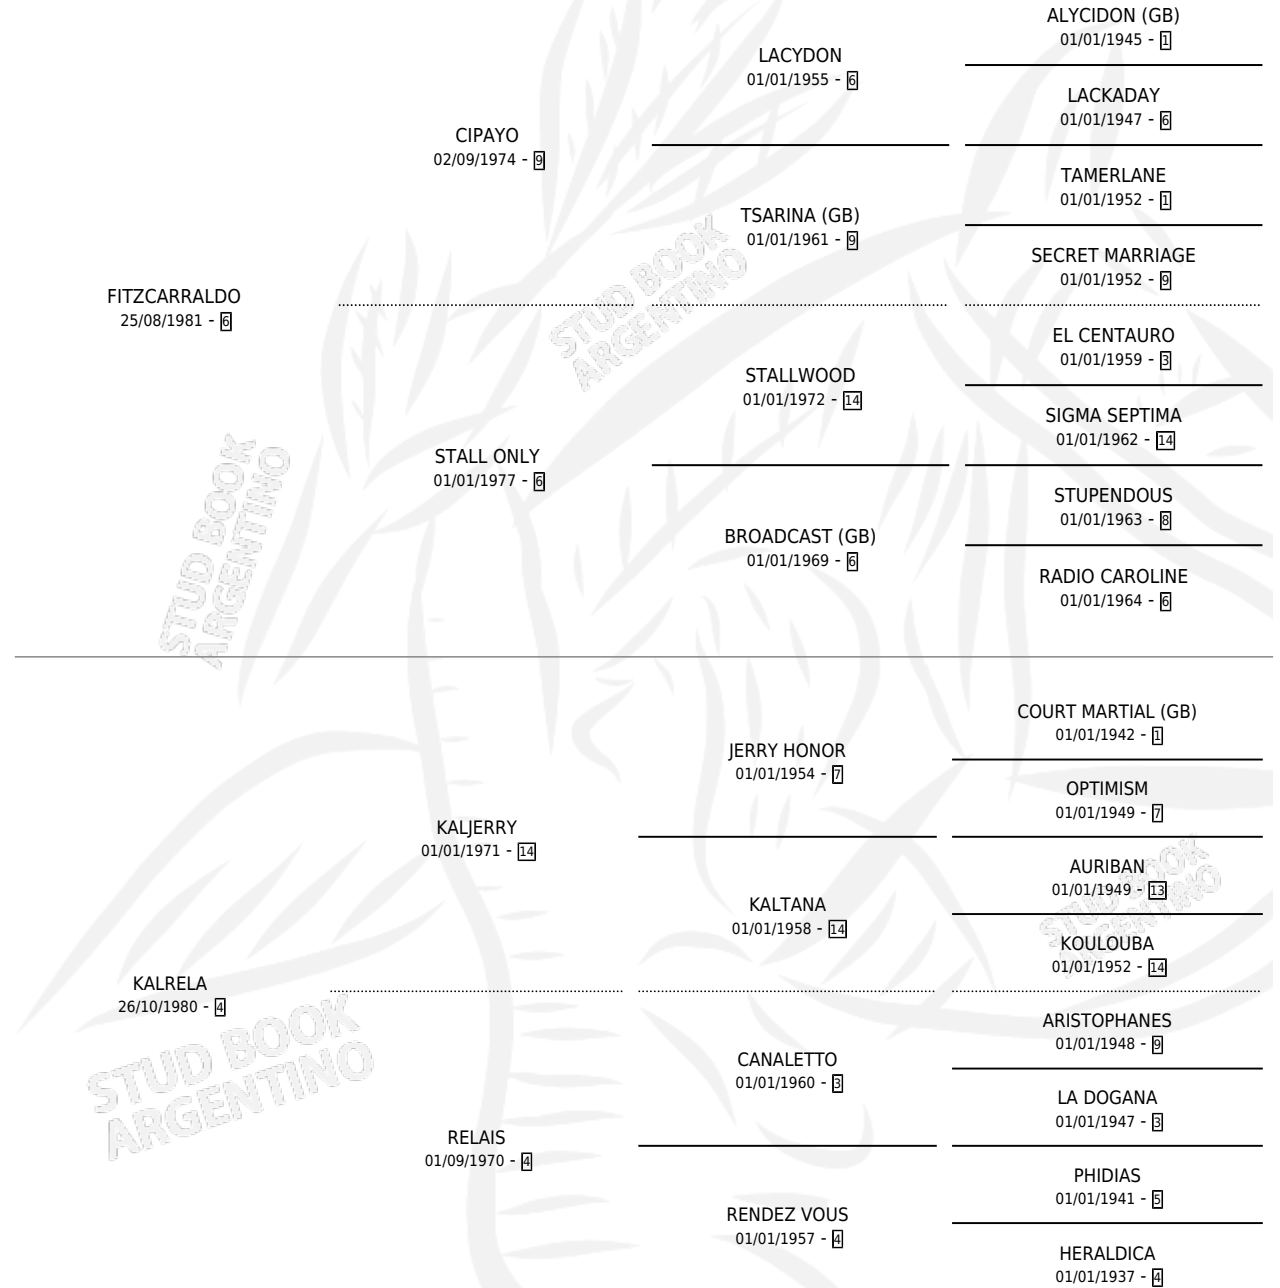 ALYCIDON (GB)
01/01/1945 - 1
LACYDON
01/01/1955 - 6
LACKADAY
01/01/1947 - 6
CIPAYO
02/09/1974 - 9
TAMERLANE
01/01/1952 - 1
TSARINA (GB)
01/01/1961 - 9
SECRET MARRIAGE
01/01/1952 - 9
FITZCARRALDO
25/08/1981 - 6
EL CENTAURO
01/01/1959 - 3
STALLWOOD
01/01/1972 - 14
SIGMA SEPTIMA
01/01/1962 - 14
STALL ONLY
01/01/1977 - 6
STUPENDOUS
01/01/1963 - 8
BROADCAST (GB)
01/01/1969 - 6
RADIO CAROLINE
01/01/1964 - 6
STUD BOOK
ARGENTINO
STUD BOOK
ARGENTINO
COURT MARTIAL (GB)
01/01/1942 - 1
JERRY HONOR
01/01/1954 - 7
OPTIMISM
01/01/1949 - 7
KALJERRY
01/01/1971 - 14
AURIBAN
01/01/1949 - 13
KALTANA
01/01/1958 - 14
KOULOUBA
01/01/1952 - 14
STUD BOOK
ARGENTINO
KALRELA
26/10/1980 - 4
ARISTOPHANES
01/01/1948 - 9
CANALETTO
01/01/1960 - 3
LA DOGANA
01/01/1947 - 3
RELAIS
01/09/1970 - 4
PHIDIAS
01/01/1941 - 5
RENDEZ VOUS
01/01/1957 - 4
HERALDICA
01/01/1937 - 4
STUD BOOK
ARGENTINO